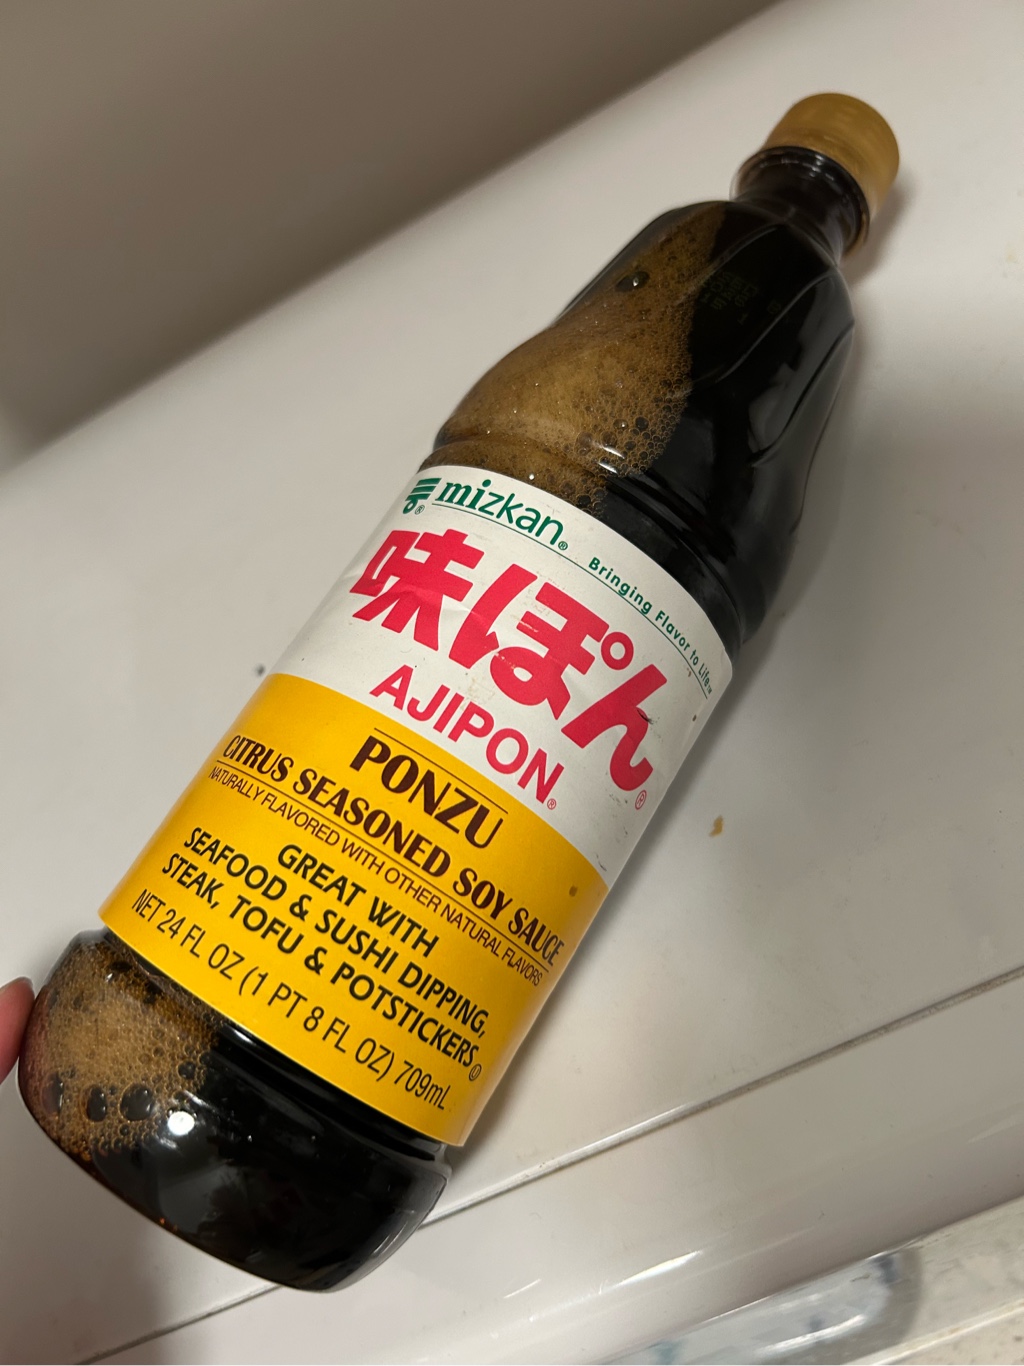 mizkan®
Bringing Flavor to Life™
味ぽん®
AJIPON®
PONZU
CITRUS SEASONED SOY SAUCE
NATURALLY FLAVORED WITH OTHER NATURAL FLAVORS
GREAT WITH
SEAFOOD & SUSHI DIPPING,
STEAK, TOFU & POTSTICKERS
NET 24 FL OZ (1 PT 8 FL OZ) 709mL